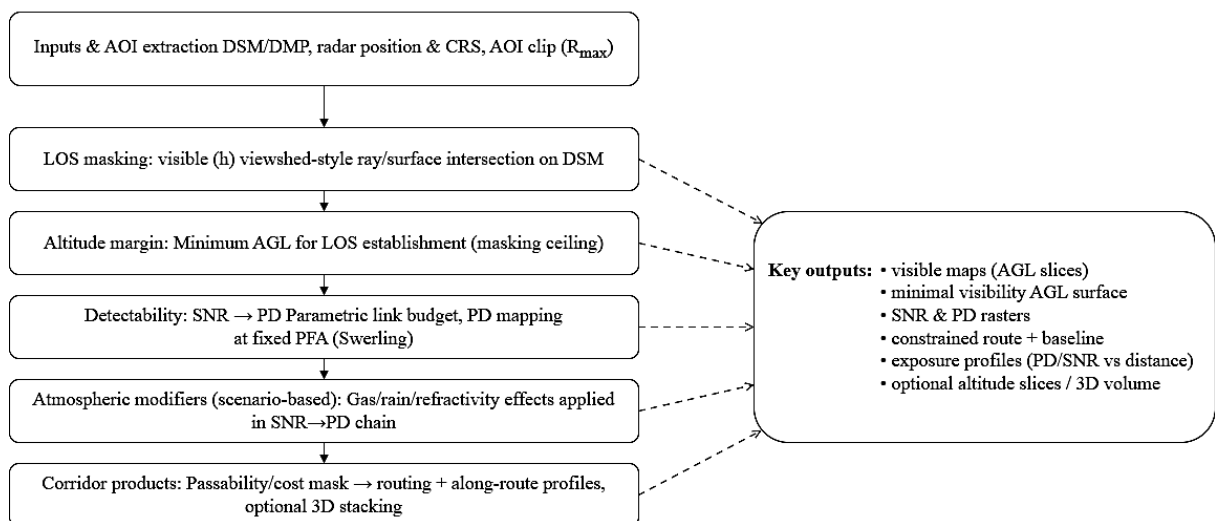 Inputs & AOI extraction DSM/DMP, radar position & CRS, AOI clip (Rmax)
LOS masking: visible (h) viewshed-style ray/surface intersection on DSM
Altitude margin: Minimum AGL for LOS establishment (masking ceiling)
Detectability: SNR → PD Parametric link budget, PD mapping
at fixed PFA (Swerling)
Atmospheric modifiers (scenario-based): Gas/rain/refractivity effects applied
in SNR→PD chain
Corridor products: Passability/cost mask → routing + along-route profiles,
optional 3D stacking
Key outputs: • visible maps (AGL slices)
• minimal visibility AGL surface
• SNR & PD rasters
• constrained route + baseline
• exposure profiles (PD/SNR vs distance)
• optional altitude slices / 3D volume